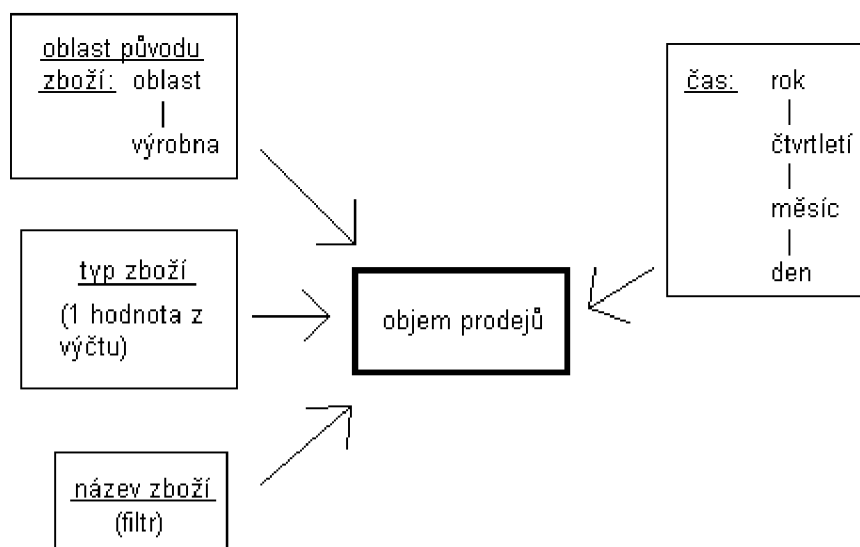 oblast původu
zboží: oblast
výrobna
typ zboží
(1 hodnota z
výčtu)
název zboží
(filtr)
objem prodejů
čas: rok
čtvrtletí
měsíc
den